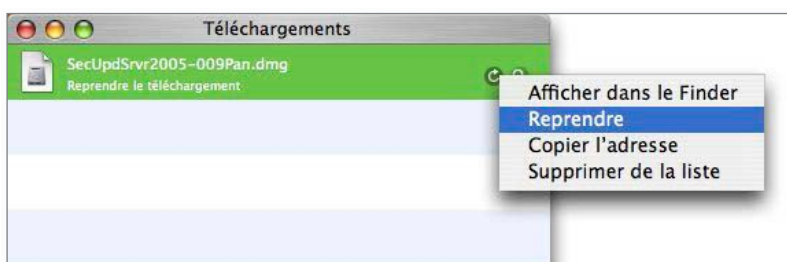 Téléchargements
SecUpdSrvr2005-009Pan.dmg
Reprendre le téléchargement
Afficher dans le Finder
Reprendre
Copier l'adresse
Supprimer de la liste